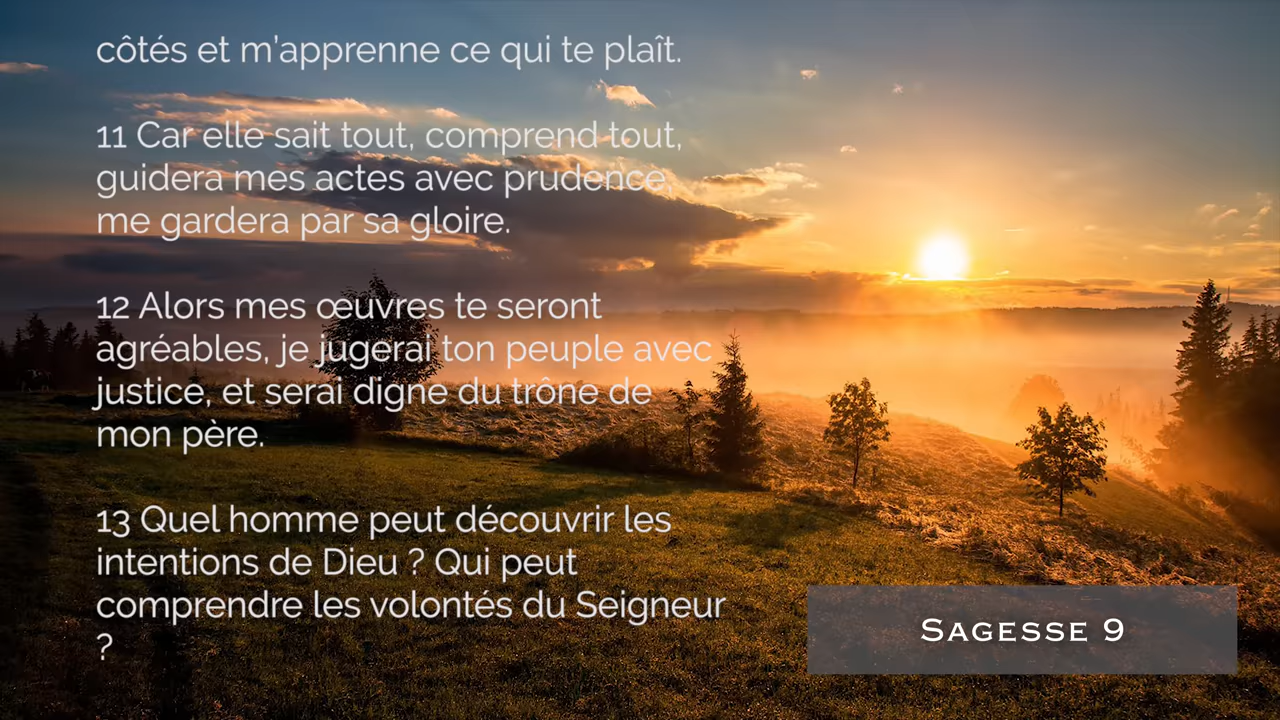 côtés et m’apprenne ce qui te plaît.
11 Car elle sait tout, comprend tout,
guidera mes actes avec prudence,
me gardera par sa gloire.
12 Alors mes œuvres te seront
agréables, je jugerai ton peuple avec
justice, et serai digne du trône de
mon père.
13 Quel homme peut découvrir les
intentions de Dieu ? Qui peut
comprendre les volontés du Seigneur
?
Sagesse 9